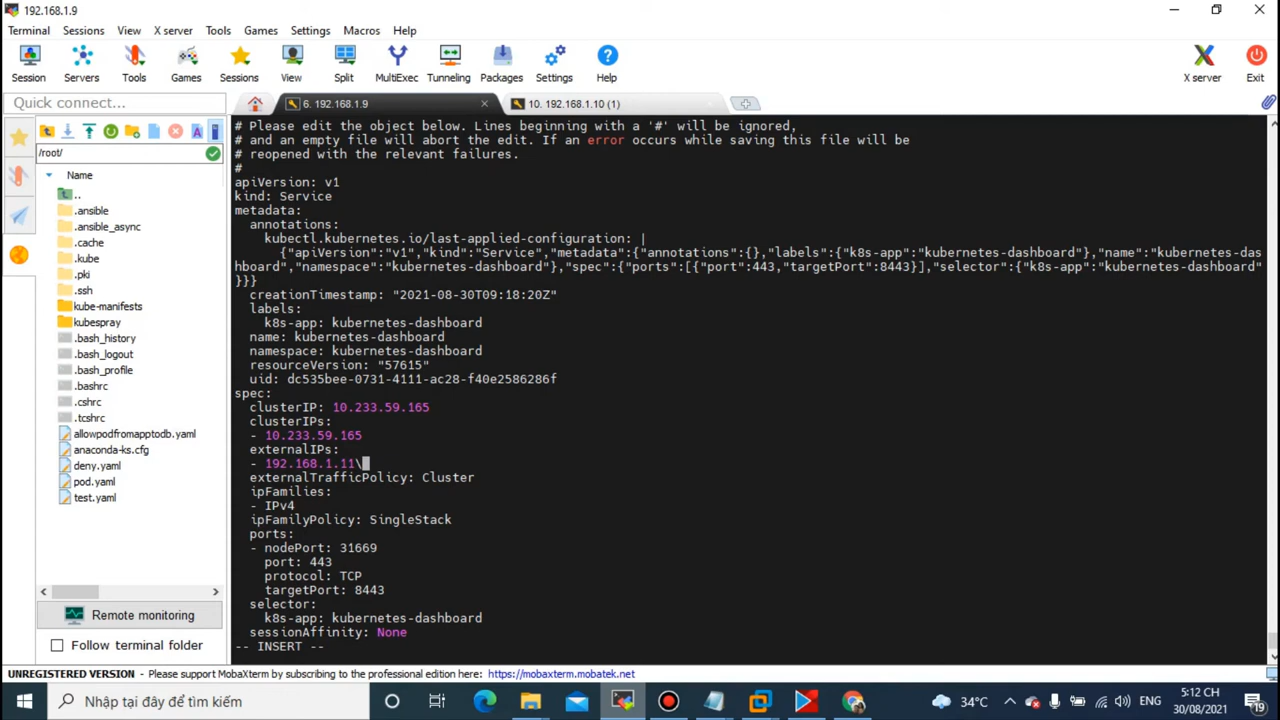 192.168.1.9
Terminal Sessions View X server Tools Games Settings Macros Help
Session Servers Tools Games Sessions View Split MultiExec Tunneling Packages Settings Help X server Exit
Quick connect...
6. 192.168.1.9
10. 192.168.1.10 (1)
/root/
Name
..
.ansible
.ansible_async
.cache
.kube
.pki
.ssh
kube-manifests
kubespray
.bash_history
.bash_logout
.bash_profile
.bashrc
.cshrc
.tcshrc
allowpodfromapptodb.yaml
anaconda-ks.cfg
deny.yaml
pod.yaml
test.yaml
Remote monitoring
Follow terminal folder
# Please edit the object below. Lines beginning with a '#' will be ignored,
# and an empty file will abort the edit. If an error occurs while saving this file will be
# reopened with the relevant failures.
#
apiVersion: v1
kind: Service
metadata:
  annotations:
    kubectl.kubernetes.io/last-applied-configuration: |
      {"apiVersion":"v1","kind":"Service","metadata":{"annotations":{},"labels":{"k8s-app":"kubernetes-dashboard"},"name":"kubernetes-das
hboard","namespace":"kubernetes-dashboard"},"spec":{"ports":[{"port":443,"targetPort":8443}],"selector":{"k8s-app":"kubernetes-dashboard"
}}}
  creationTimestamp: "2021-08-30T09:18:20Z"
  labels:
    k8s-app: kubernetes-dashboard
  name: kubernetes-dashboard
  namespace: kubernetes-dashboard
  resourceVersion: "57615"
  uid: dc535bee-0731-4111-ac28-f40e2586286f
spec:
  clusterIP: 10.233.59.165
  clusterIPs:
  - 10.233.59.165
  externalIPs:
  - 192.168.1.11\
  externalTrafficPolicy: Cluster
  ipFamilies:
  - IPv4
  ipFamilyPolicy: SingleStack
  ports:
  - nodePort: 31669
    port: 443
    protocol: TCP
    targetPort: 8443
  selector:
    k8s-app: kubernetes-dashboard
  sessionAffinity: None
-- INSERT --
UNREGISTERED VERSION - Please support MobaXterm by subscribing to the professional edition here: https://mobaxterm.mobatek.net
Nhập tại đây để tìm kiếm
34°C
ENG
5:12 CH
30/08/2021
19